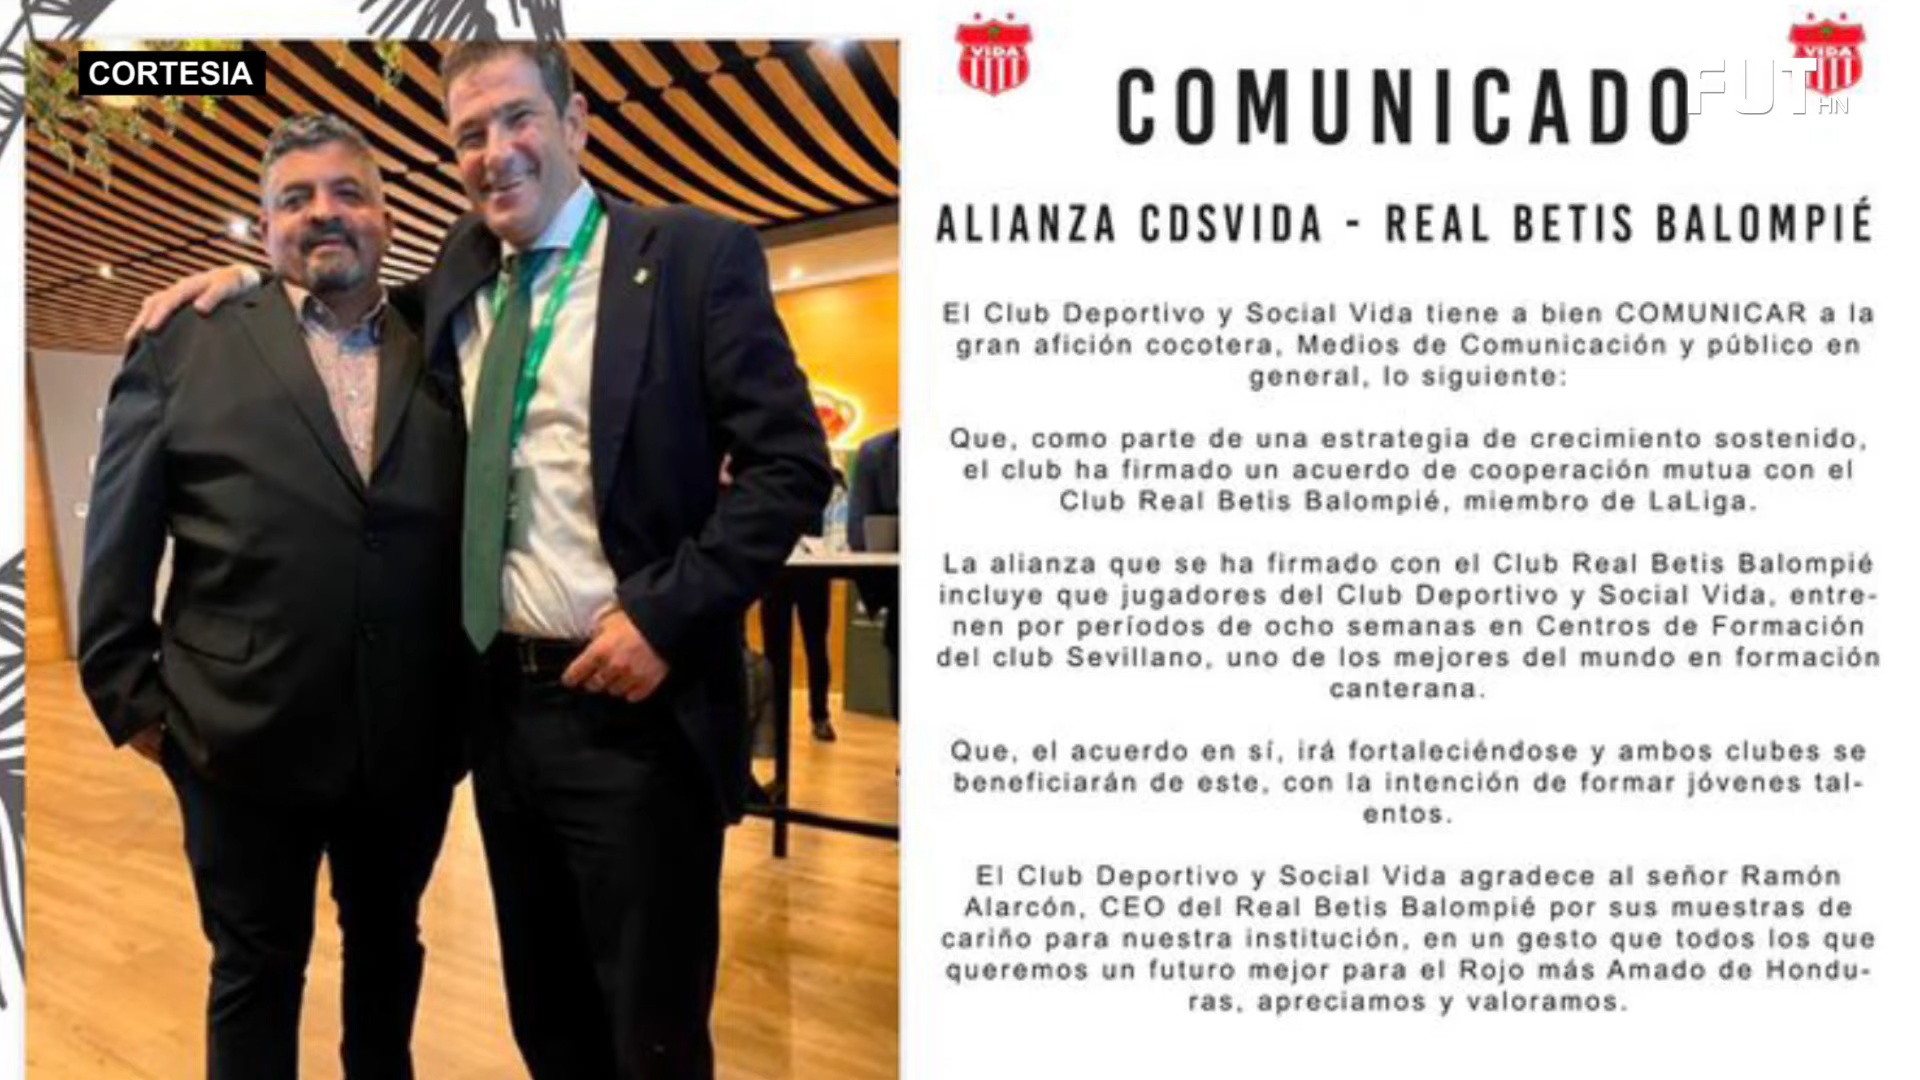 CORTESIA
VIDA
VIDA
FUT
HN
COMUNICADO
ALIANZA CDSVIDA - REAL BETIS BALOMPIÉ
El Club Deportivo y Social Vida tiene a bien COMUNICAR a la
gran afición cocotera, Medios de Comunicación y público en
general, lo siguiente:
Que, como parte de una estrategia de crecimiento sostenido,
el club ha firmado un acuerdo de cooperación mutua con el
Club Real Betis Balompié, miembro de LaLiga.
La alianza que se ha firmado con el Club Real Betis Balompié
incluye que jugadores del Club Deportivo y Social Vida, entre-
nen por períodos de ocho semanas en Centros de Formación
del club Sevillano, uno de los mejores del mundo en formación
canterana.
Que, el acuerdo en sí, irá fortaleciéndose y ambos clubes se
beneficiarán de este, con la intención de formar jóvenes tal-
entos.
El Club Deportivo y Social Vida agradece al señor Ramón
Alarcón, CEO del Real Betis Balompié por sus muestras de
cariño para nuestra institución, en un gesto que todos los que
queremos un futuro mejor para el Rojo más Amado de Hondu-
ras, apreciamos y valoramos.